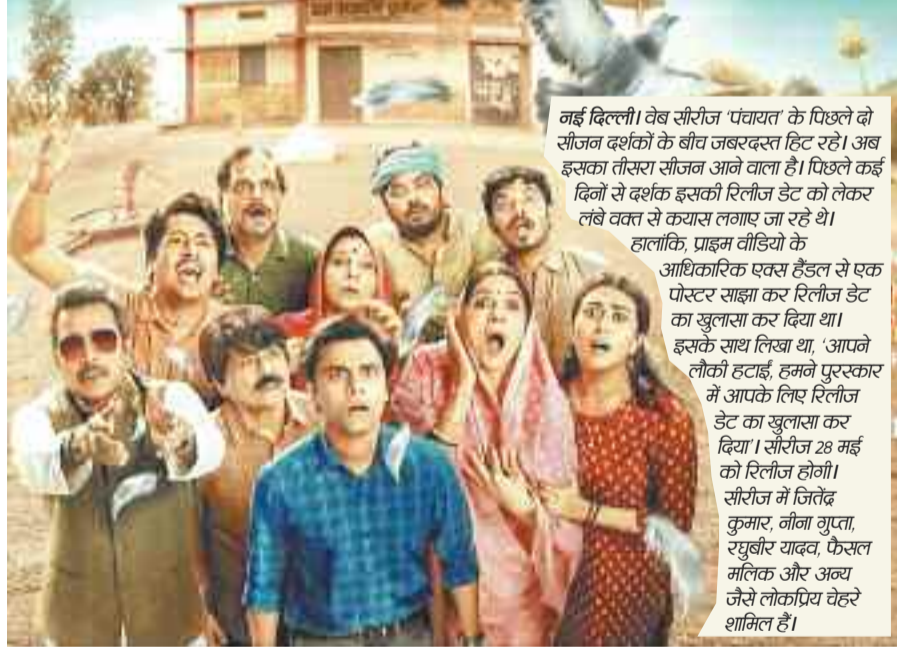 नई दिल्ली। वेब सीरीज 'पंचायत' के पिछले दो
सीजन दर्शकों के बीच जबरदस्त हिट रहे। अब
इसका तीसरा सीजन आने वाला है। पिछले कई
दिनों से दर्शक इसकी रिलीज डेट को लेकर
लंबे वक्त से कयास लगाए जा रहे थे।
हालांकि, प्राइम वीडियो के
आधिकारिक एक्स हैंडल से एक
पोस्टर साझा कर रिलीज डेट
का खुलासा कर दिया था।
इसके साथ लिखा था, 'आपने
लौकी हटाईं, हमने पुरस्कार
में आपके लिए रिलीज
डेट का खुलासा कर
दिया'। सीरीज 28 मई
को रिलीज होगी।
सीरीज में जितेंद्र
कुमार, नीना गुप्ता,
रघुबीर यादव, फैसल
मलिक और अन्य
जैसे लोकप्रिय चेहरे
शामिल हैं।